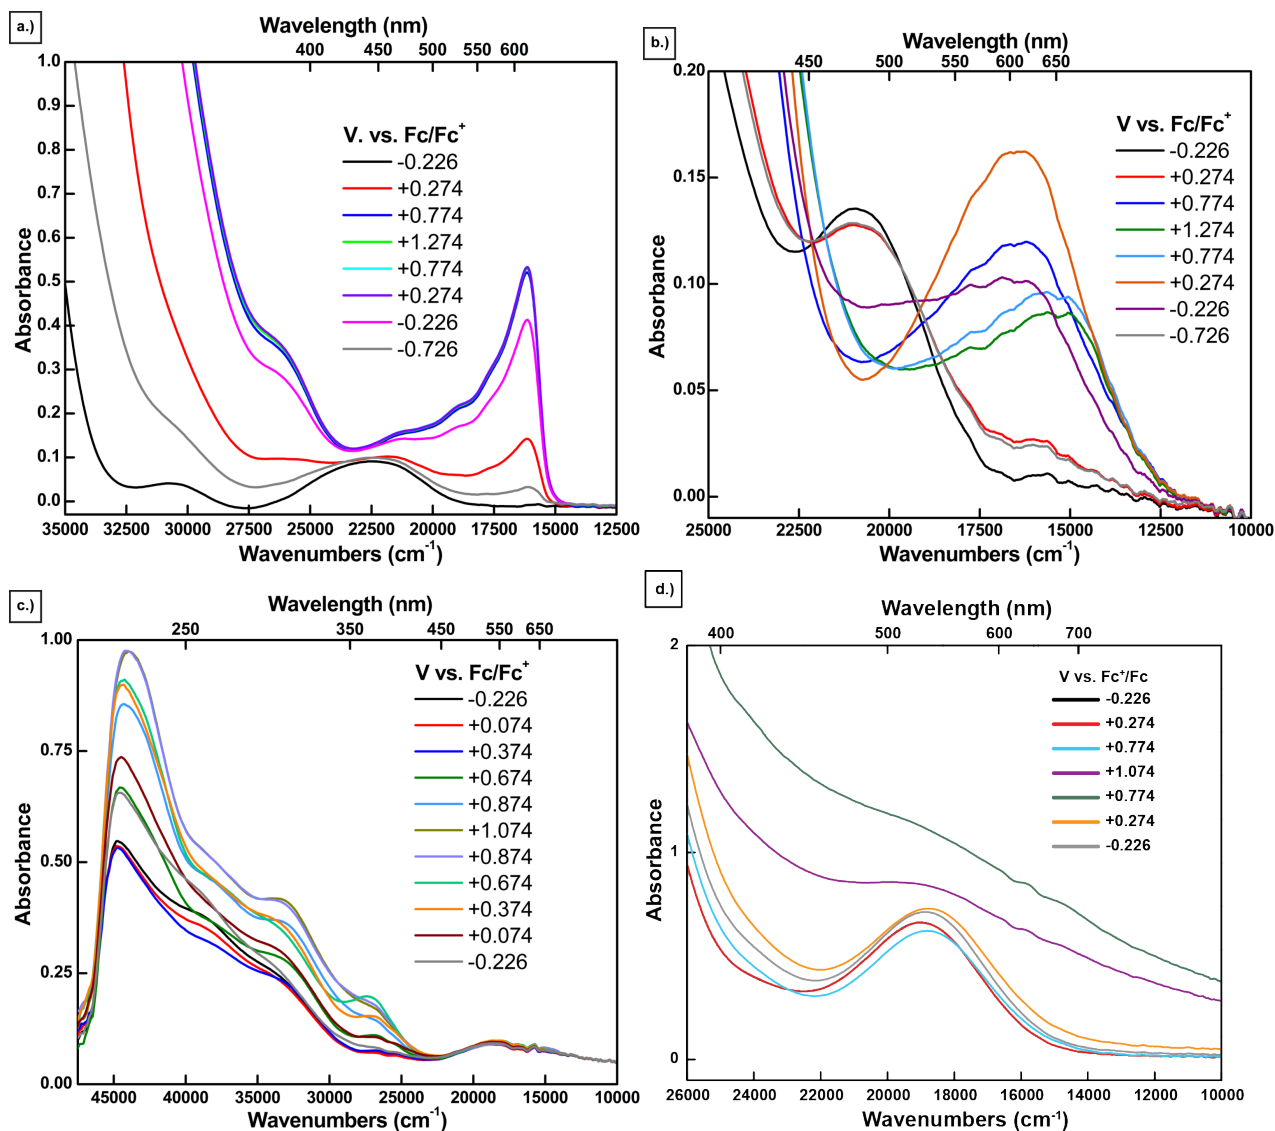 a.)
Wavelength (nm)
400 450 500 550 600
1.0
0.9
0.8
0.7
0.6
0.5
0.4
0.3
0.2
0.1
0.0
Absorbance
V. vs. Fc/Fc+
-0.226
+0.274
+0.774
+1.274
+0.774
+0.274
-0.226
-0.726
35000 32500 30000 27500 25000 22500 20000 17500 15000 12500
Wavenumbers (cm-1)
b.)
Wavelength (nm)
450 500 550 600 650
0.20
0.15
0.10
0.05
0.00
Absorbance
V vs. Fc/Fc+
-0.226
+0.274
+0.774
+1.274
+0.774
+0.274
-0.226
-0.726
25000 22500 20000 17500 15000 12500 10000
Wavenumbers (cm-1)
c.)
Wavelength (nm)
250 350 450 550 650
1.00
0.75
0.50
0.25
0.00
Absorbance
V vs. Fc/Fc+
-0.226
+0.074
+0.374
+0.674
+0.874
+1.074
+0.874
+0.674
+0.374
+0.074
-0.226
45000 40000 35000 30000 25000 20000 15000 10000
Wavenumbers (cm-1)
d.)
Wavelength (nm)
400 500 600 700
2
1
0
Absorbance
V vs. Fc+/Fc
-0.226
+0.274
+0.774
+1.074
+0.774
+0.274
-0.226
26000 24000 22000 20000 18000 16000 14000 12000 10000
Wavenumbers (cm-1)